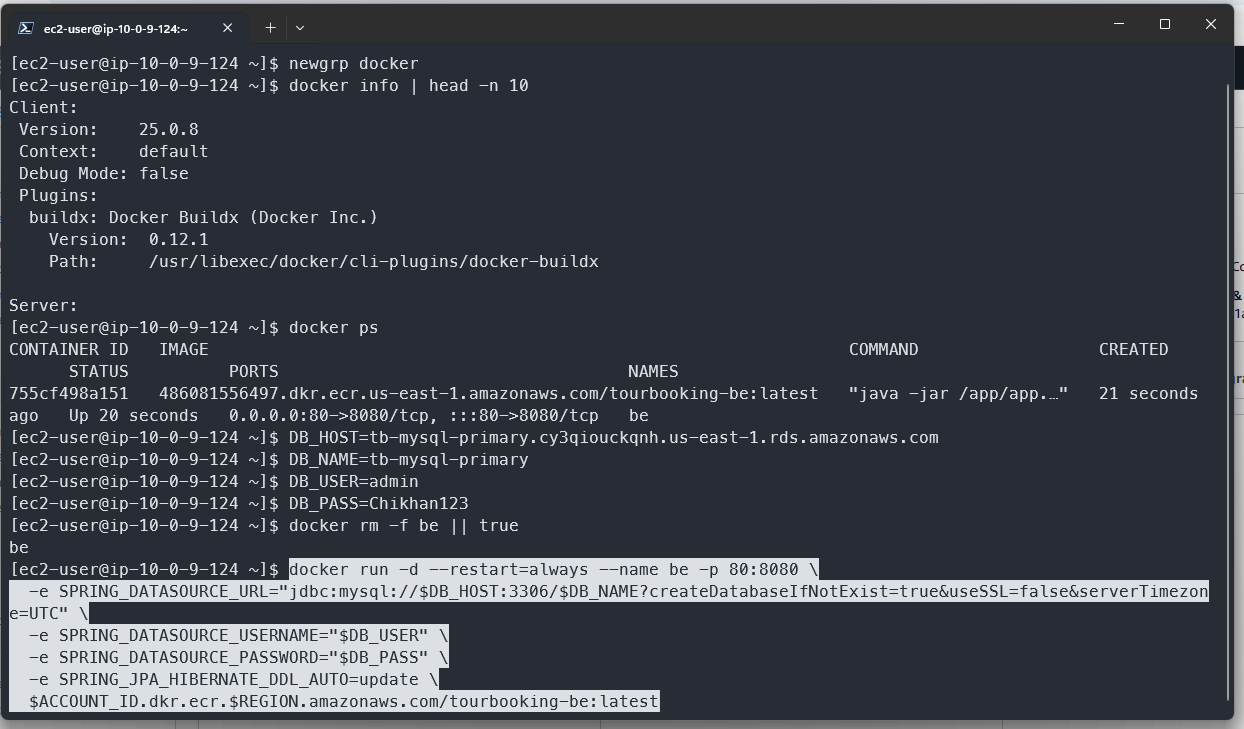 ec2-user@ip-10-0-9-124:~
[ec2-user@ip-10-0-9-124 ~]$ newgrp docker
[ec2-user@ip-10-0-9-124 ~]$ docker info | head -n 10
Client:
 Version:    25.0.8
 Context:    default
 Debug Mode: false
 Plugins:
  buildx: Docker Buildx (Docker Inc.)
    Version:  0.12.1
    Path:     /usr/libexec/docker/cli-plugins/docker-buildx

Server:
[ec2-user@ip-10-0-9-124 ~]$ docker ps
CONTAINER ID   IMAGE                                                                COMMAND                  CREATED
      STATUS          PORTS                                   NAMES
755cf498a151   486081556497.dkr.ecr.us-east-1.amazonaws.com/tourbooking-be:latest   "java -jar /app/app.…"   21 seconds
ago   Up 20 seconds   0.0.0.0:80->8080/tcp, :::80->8080/tcp   be
[ec2-user@ip-10-0-9-124 ~]$ DB_HOST=tb-mysql-primary.cy3qiouckqnh.us-east-1.rds.amazonaws.com
[ec2-user@ip-10-0-9-124 ~]$ DB_NAME=tb-mysql-primary
[ec2-user@ip-10-0-9-124 ~]$ DB_USER=admin
[ec2-user@ip-10-0-9-124 ~]$ DB_PASS=Chikhan123
[ec2-user@ip-10-0-9-124 ~]$ docker rm -f be || true
be
[ec2-user@ip-10-0-9-124 ~]$ docker run -d --restart=always --name be -p 80:8080 \
  -e SPRING_DATASOURCE_URL="jdbc:mysql://$DB_HOST:3306/$DB_NAME?createDatabaseIfNotExist=true&useSSL=false&serverTimezon
e=UTC" \
  -e SPRING_DATASOURCE_USERNAME="$DB_USER" \
  -e SPRING_DATASOURCE_PASSWORD="$DB_PASS" \
  -e SPRING_JPA_HIBERNATE_DDL_AUTO=update \
  $ACCOUNT_ID.dkr.ecr.$REGION.amazonaws.com/tourbooking-be:latest